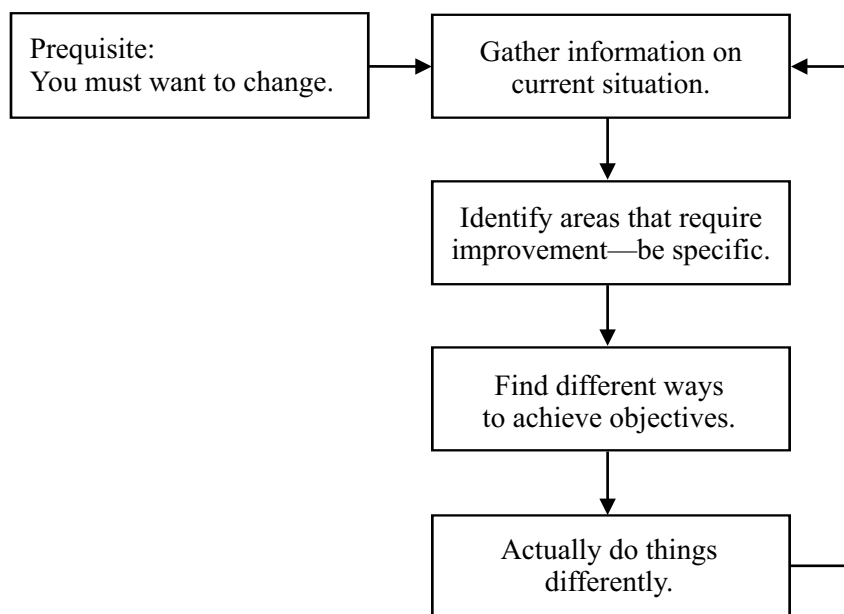 Prequisite:
You must want to change.
Gather information on
current situation.
Identify areas that require
improvement—be specific.
Find different ways
to achieve objectives.
Actually do things
differently.